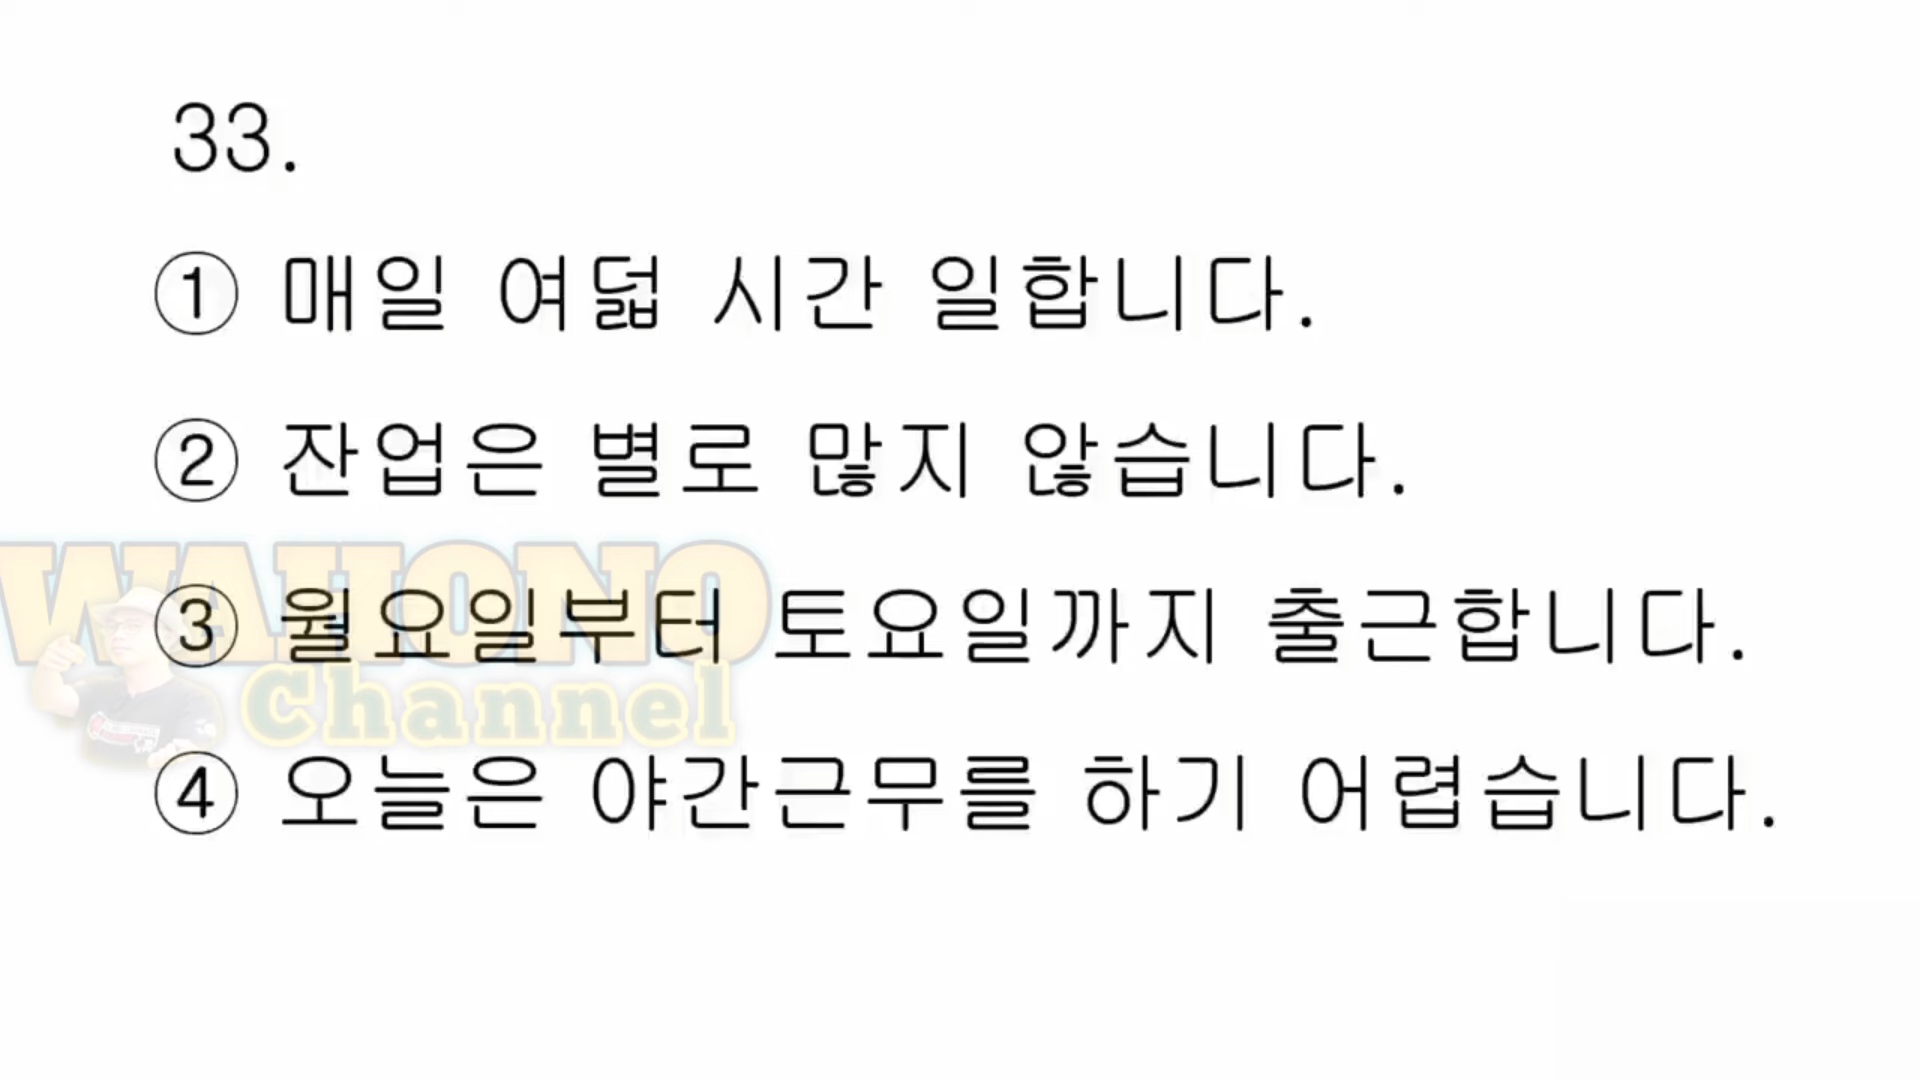 33.
① 매일 여덟 시간 일합니다.
② 잔업은 별로 많지 않습니다.
WAHONO
③ 월요일부터 토요일까지 출근합니다.
Channel
④ 오늘은 야간근무를 하기 어렵습니다.